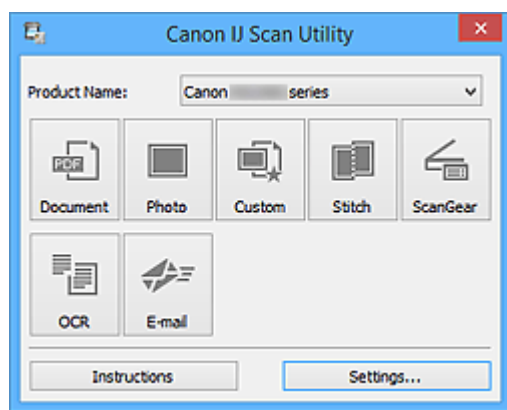 Canon IJ Scan Utility
Product Name:
Canon series
PDF
Document
Photo
Custom
Stitch
ScanGear
OCR
E-mail
Instructions
Settings...